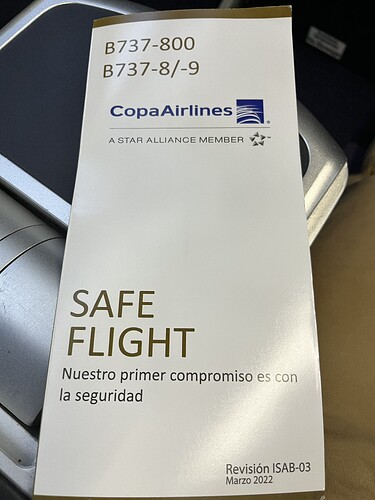 B737-800
B737-8/-9
CopaAirlines
A STAR ALLIANCE MEMBER
SAFE
FLIGHT
Nuestro primer compromiso es con
la seguridad
Revisión ISAB-03
Marzo 2022